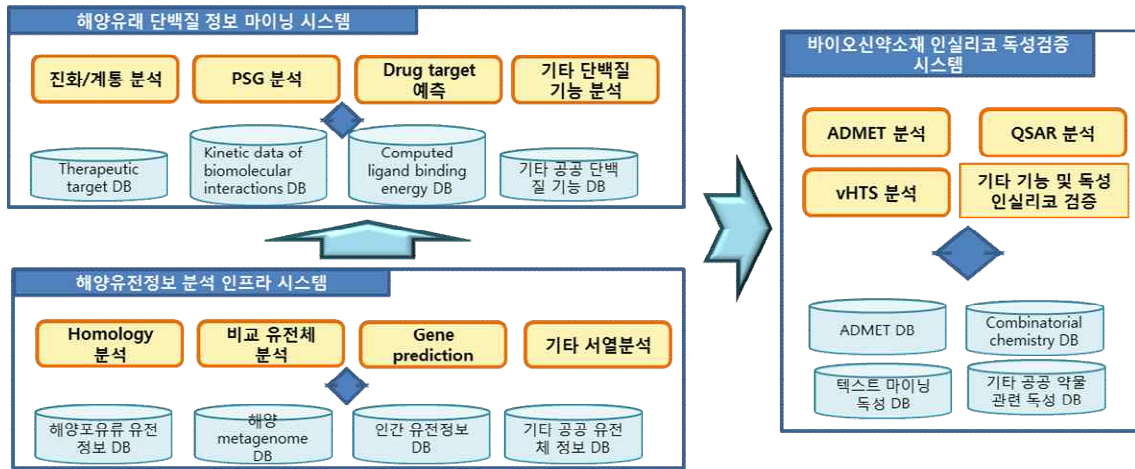 해양유래 단백질 정보 마이닝 시스템
진화/계통 분석
PSG 분석
Drug target
예측
기타 단백질
기능 분석
Therapeutic
target DB
Kinetic data of
biomolecular
interactions DB
Computed
ligand binding
energy DB
기타 공공 단백
질 기능 DB
해양유전정보 분석 인프라 시스템
Homology
분석
비교 유전체
분석
Gene
prediction
기타 서열분석
해양포유류 유전
정보 DB
해양
metagenome
DB
인간 유전정보
DB
기타 공공 유전
체 정보 DB
바이오신약소재 인실리코 독성검증
시스템
ADMET 분석
QSAR 분석
vHTS 분석
기타 기능 및 독성
인실리코 검증
ADMET DB
Combinatorial
chemistry DB
텍스트 마이닝
독성 DB
기타 공공 약물
관련 독성 DB